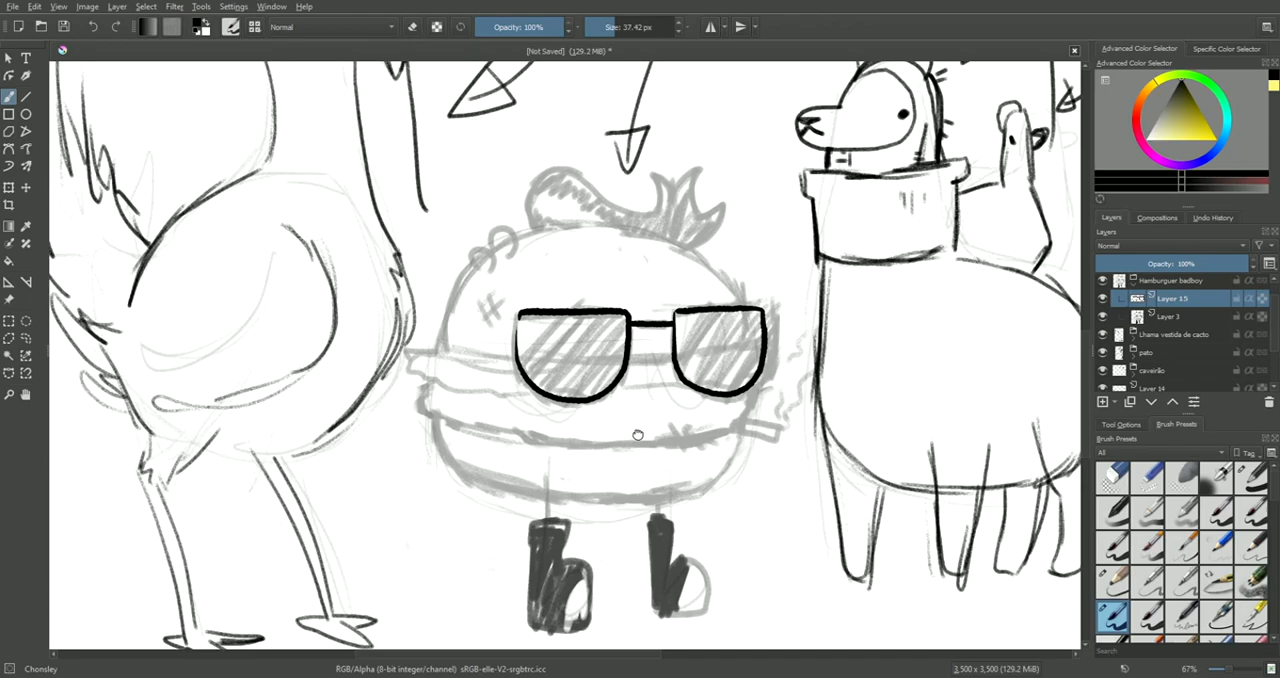 File Edit View Image Layer Select Filter Tools Settings Window Help
Normal Opacity: 100% Size: 37.42 px
[Not Saved] (129.2 MiB) *
Advanced Color Selector Specific Color Selector
Advanced Color Selector
Layers Compositions Undo History
Layers
Normal
Opacity: 100%
Hamburguer badboy
Layer 15
Layer 3
Lhama vestida de cacto
pato
caveirão
Layer 14
Tool Options Brush Presets
Brush Presets
All Tag
Search
Chonsley RGB/Alpha (8-bit integer/channel) sRGB-elle-V2-srgbtrc.icc 3,500 x 3,500 (129.2 MiB) 67%